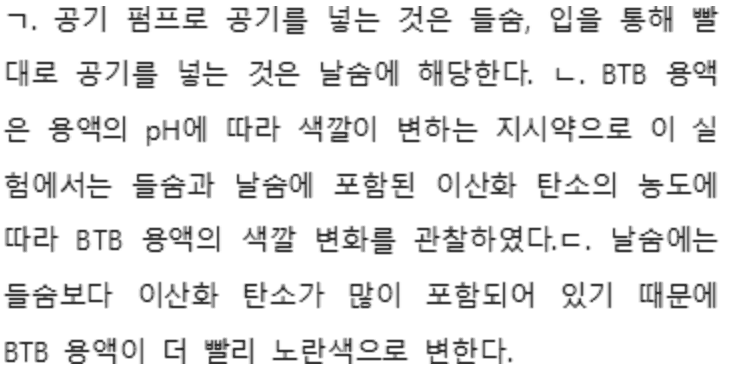 ㄱ. 공기 펌프로 공기를 넣는 것은 들숨, 입을 통해 빨
대로 공기를 넣는 것은 날숨에 해당한다. ㄴ. BTB 용액
은 용액의 pH에 따라 색깔이 변하는 지시약으로 이 실
험에서는 들숨과 날숨에 포함된 이산화 탄소의 농도에
따라 BTB 용액의 색깔 변화를 관찰하였다.ㄷ. 날숨에는
들숨보다 이산화 탄소가 많이 포함되어 있기 때문에
BTB 용액이 더 빨리 노란색으로 변한다.